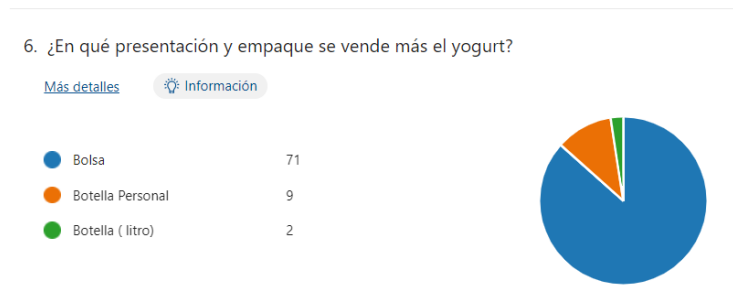 6. ¿En qué presentación y empaque se vende más el yogurt?
Más detalles Información
Bolsa 71
Botella Personal 9
Botella ( litro) 2